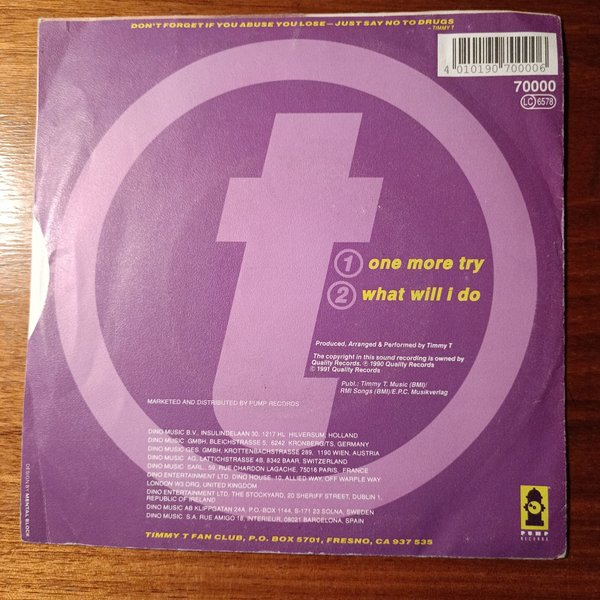 DON'T FORGET IF YOU ABUSE YOU LOSE – JUST SAY NO TO DRUGS
– TIMMY T
4 010190 700006
70000
LC 6578
t
1 one more try
2 what will i do
Produced, Arranged & Performed by Timmy T
The copyright in this sound recording is owned by
Quality Records. ℗ 1990 Quality Records
© 1991 Quality Records
Publ.: Timmy T. Music (BMI)/
RMI Songs (BMI)/E.P.C. Musikverlag
MARKETED AND DISTRIBUTED BY PUMP RECORDS
DINO MUSIC B.V., INSULINDELAAN 30, 1217 HL HILVERSUM, HOLLAND
DINO MUSIC GMBH, BLEICHSTRASSE 5, 6242 KRONBERG/TS, GERMANY
DINO MUSIC GES. GMBH, KROTTENBACHSTRASSE 289, 1190 WIEN, AUSTRIA
DINO MUSIC AG, LATTICHSTRASSE 4B, 8342 BAAR, SWITZERLAND
DINO MUSIC SARL., 59, RUE CHARDON LAGACHE, 75016 PARIS, FRANCE
DINO ENTERTAINMENT LTD. DINO HOUSE, 10, ALLIED WAY, OFF WARPLE WAY
LONDON W3 ORQ, UNITED KINGDOM
DINO ENTERTAINMENT LTD, THE STOCKYARD, 20 SHERIFF STREET, DUBLIN 1,
REPUBLIC OF IRELAND
DINO MUSIC AB KLIPPGATAN 24A, P.O-BOX 1144, S-171 23 SOLNA, SWEDEN
DINO MUSIC S.A. RUE AMIGO 18, INTERIEUR, 08021 BARCELONA, SPAIN
TIMMY T FAN CLUB, P.O. BOX 5701, FRESNO, CA 937 535
DESIGN BY MENTAL BLOCK
PUMP
RECORDS